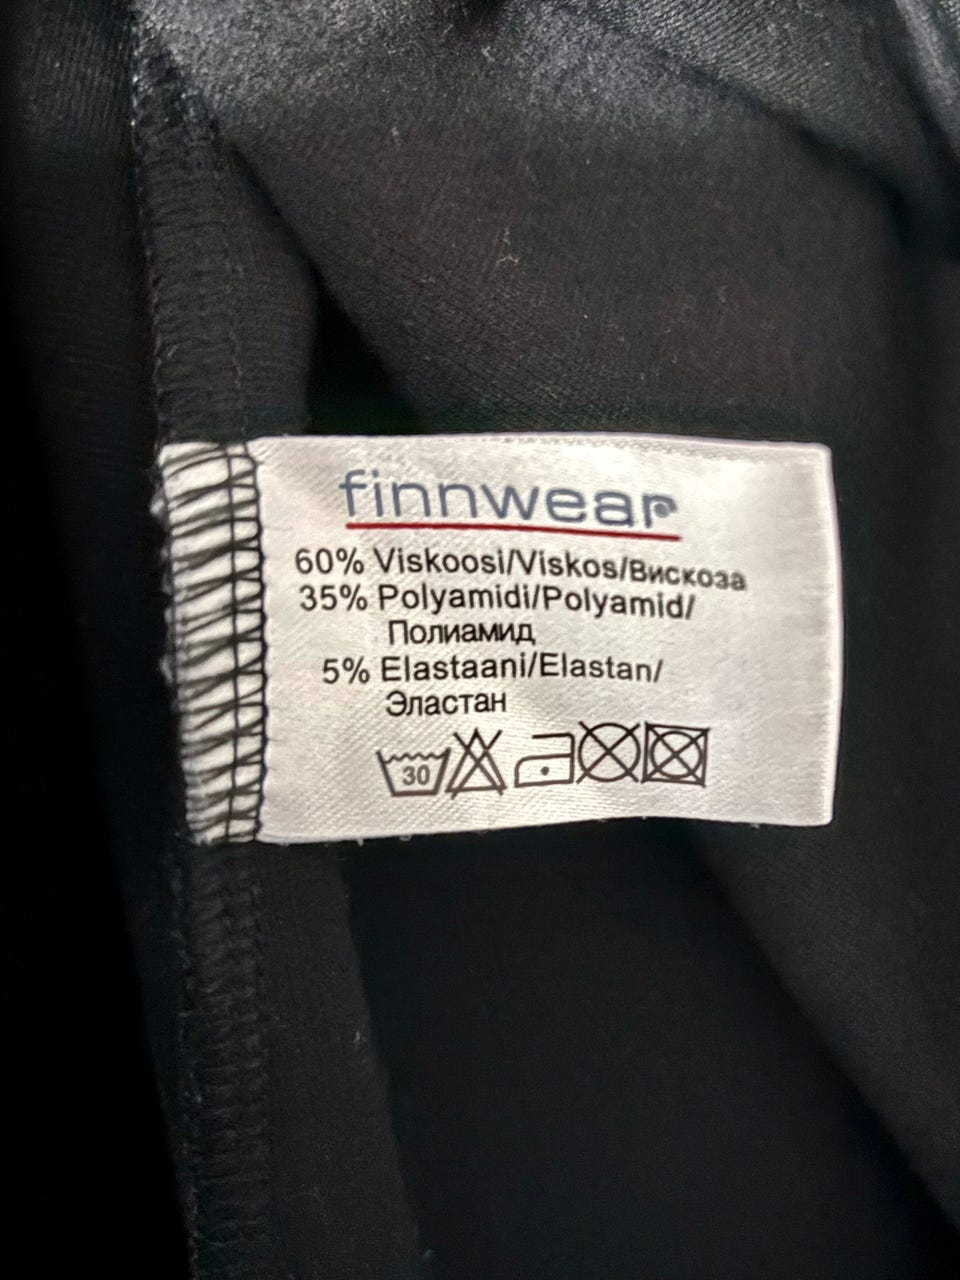 finnwear
60% Viskoosi/Viskos/Вискоза
35% Polyamidi/Polyamid/
Полиамид
5% Elastaani/Elastan/
Эластан
30